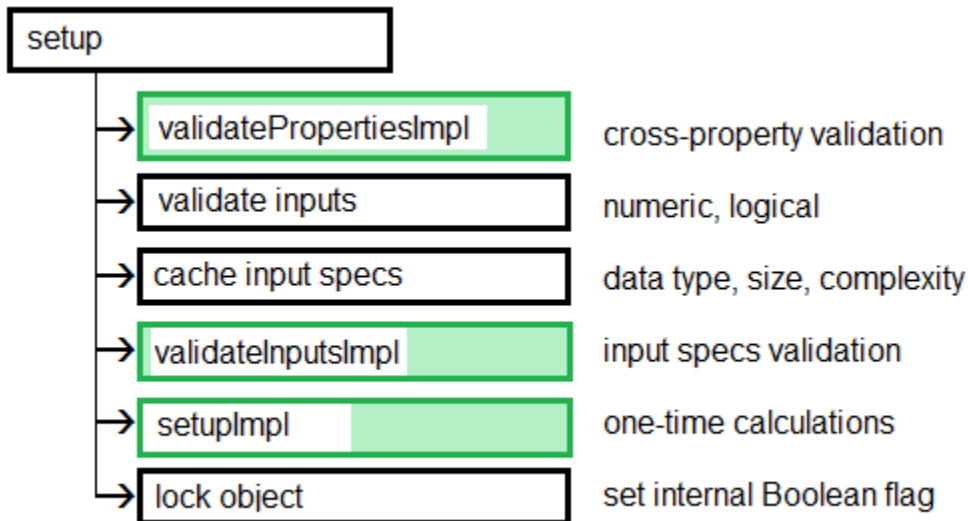 setup
validatePropertiesImpl cross-property validation
validate inputs numeric, logical
cache input specs data type, size, complexity
validateInputsImpl input specs validation
setupImpl one-time calculations
lock object set internal Boolean flag